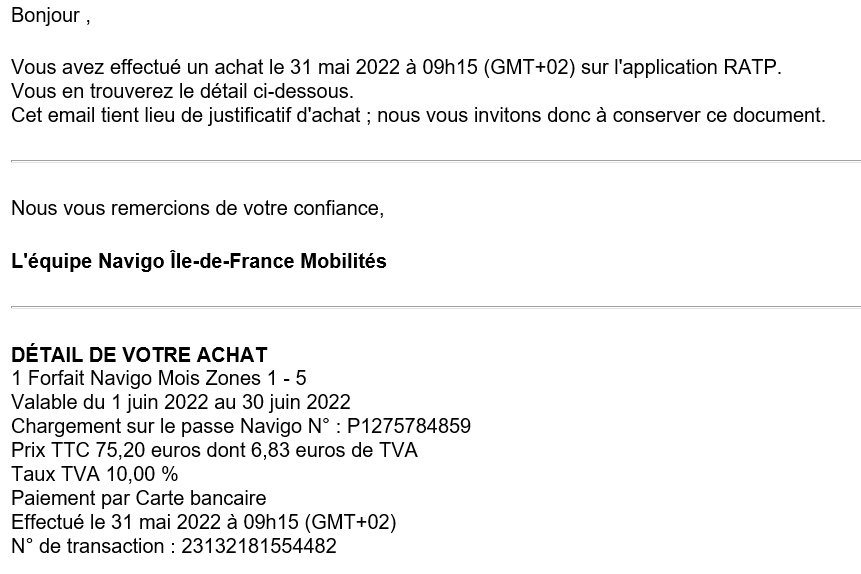 Bonjour ,
Vous avez effectué un achat le 31 mai 2022 à 09h15 (GMT+02) sur l'application RATP.
Vous en trouverez le détail ci-dessous.
Cet email tient lieu de justificatif d'achat ; nous vous invitons donc à conserver ce document.
Nous vous remercions de votre confiance,
L'équipe Navigo Île-de-France Mobilités
DÉTAIL DE VOTRE ACHAT
1 Forfait Navigo Mois Zones 1 - 5
Valable du 1 juin 2022 au 30 juin 2022
Chargement sur le passe Navigo N° : P1275784859
Prix TTC 75,20 euros dont 6,83 euros de TVA
Taux TVA 10,00 %
Paiement par Carte bancaire
Effectué le 31 mai 2022 à 09h15 (GMT+02)
N° de transaction : 23132181554482